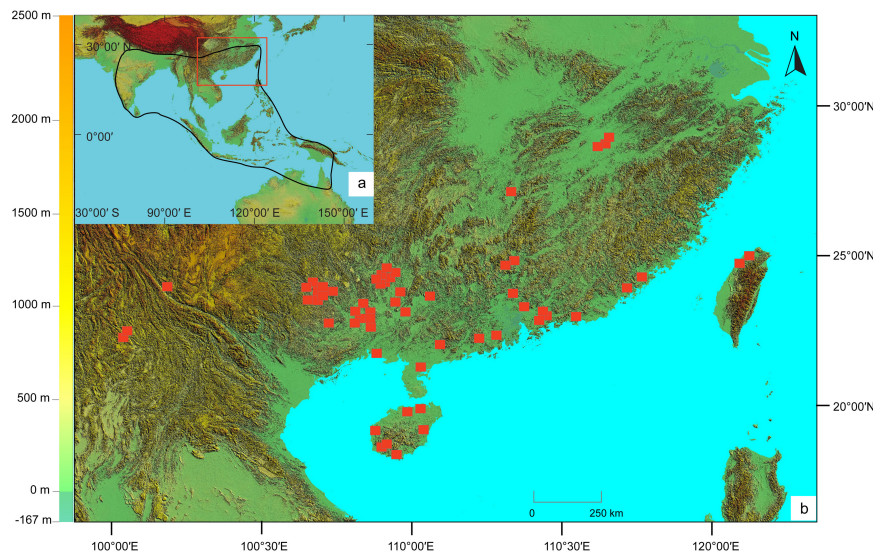 2500 m
2000 m
1500 m
1000 m
500 m
0 m
-167 m
30°00′ N
0°00′
30°00′ S
90°00′ E
120°00′ E
150°00′ E
a
N
30°00'N
25°00'E
20°00'E
0
250 km
b
100°00'E
100°30'E
110°00'E
110°30'E
120°00'E